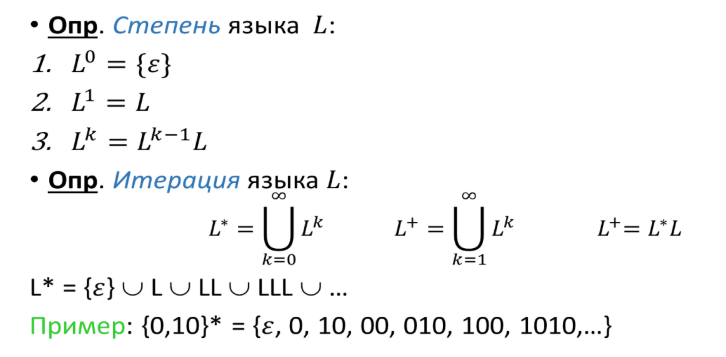 • Опр. Степень языка L:
1. L⁰ = {ε}
2. L¹ = L
3. Lᵏ = Lᵏ⁻¹L
• Опр. Итерация языка L:
L* = ⋃_{k=0}^{∞} Lᵏ L⁺ = ⋃_{k=1}^{∞} Lᵏ L⁺= L*L
L* = {ε} ∪ L ∪ LL ∪ LLL ∪ ...
Пример: {0,10}* = {ε, 0, 10, 00, 010, 100, 1010,...}